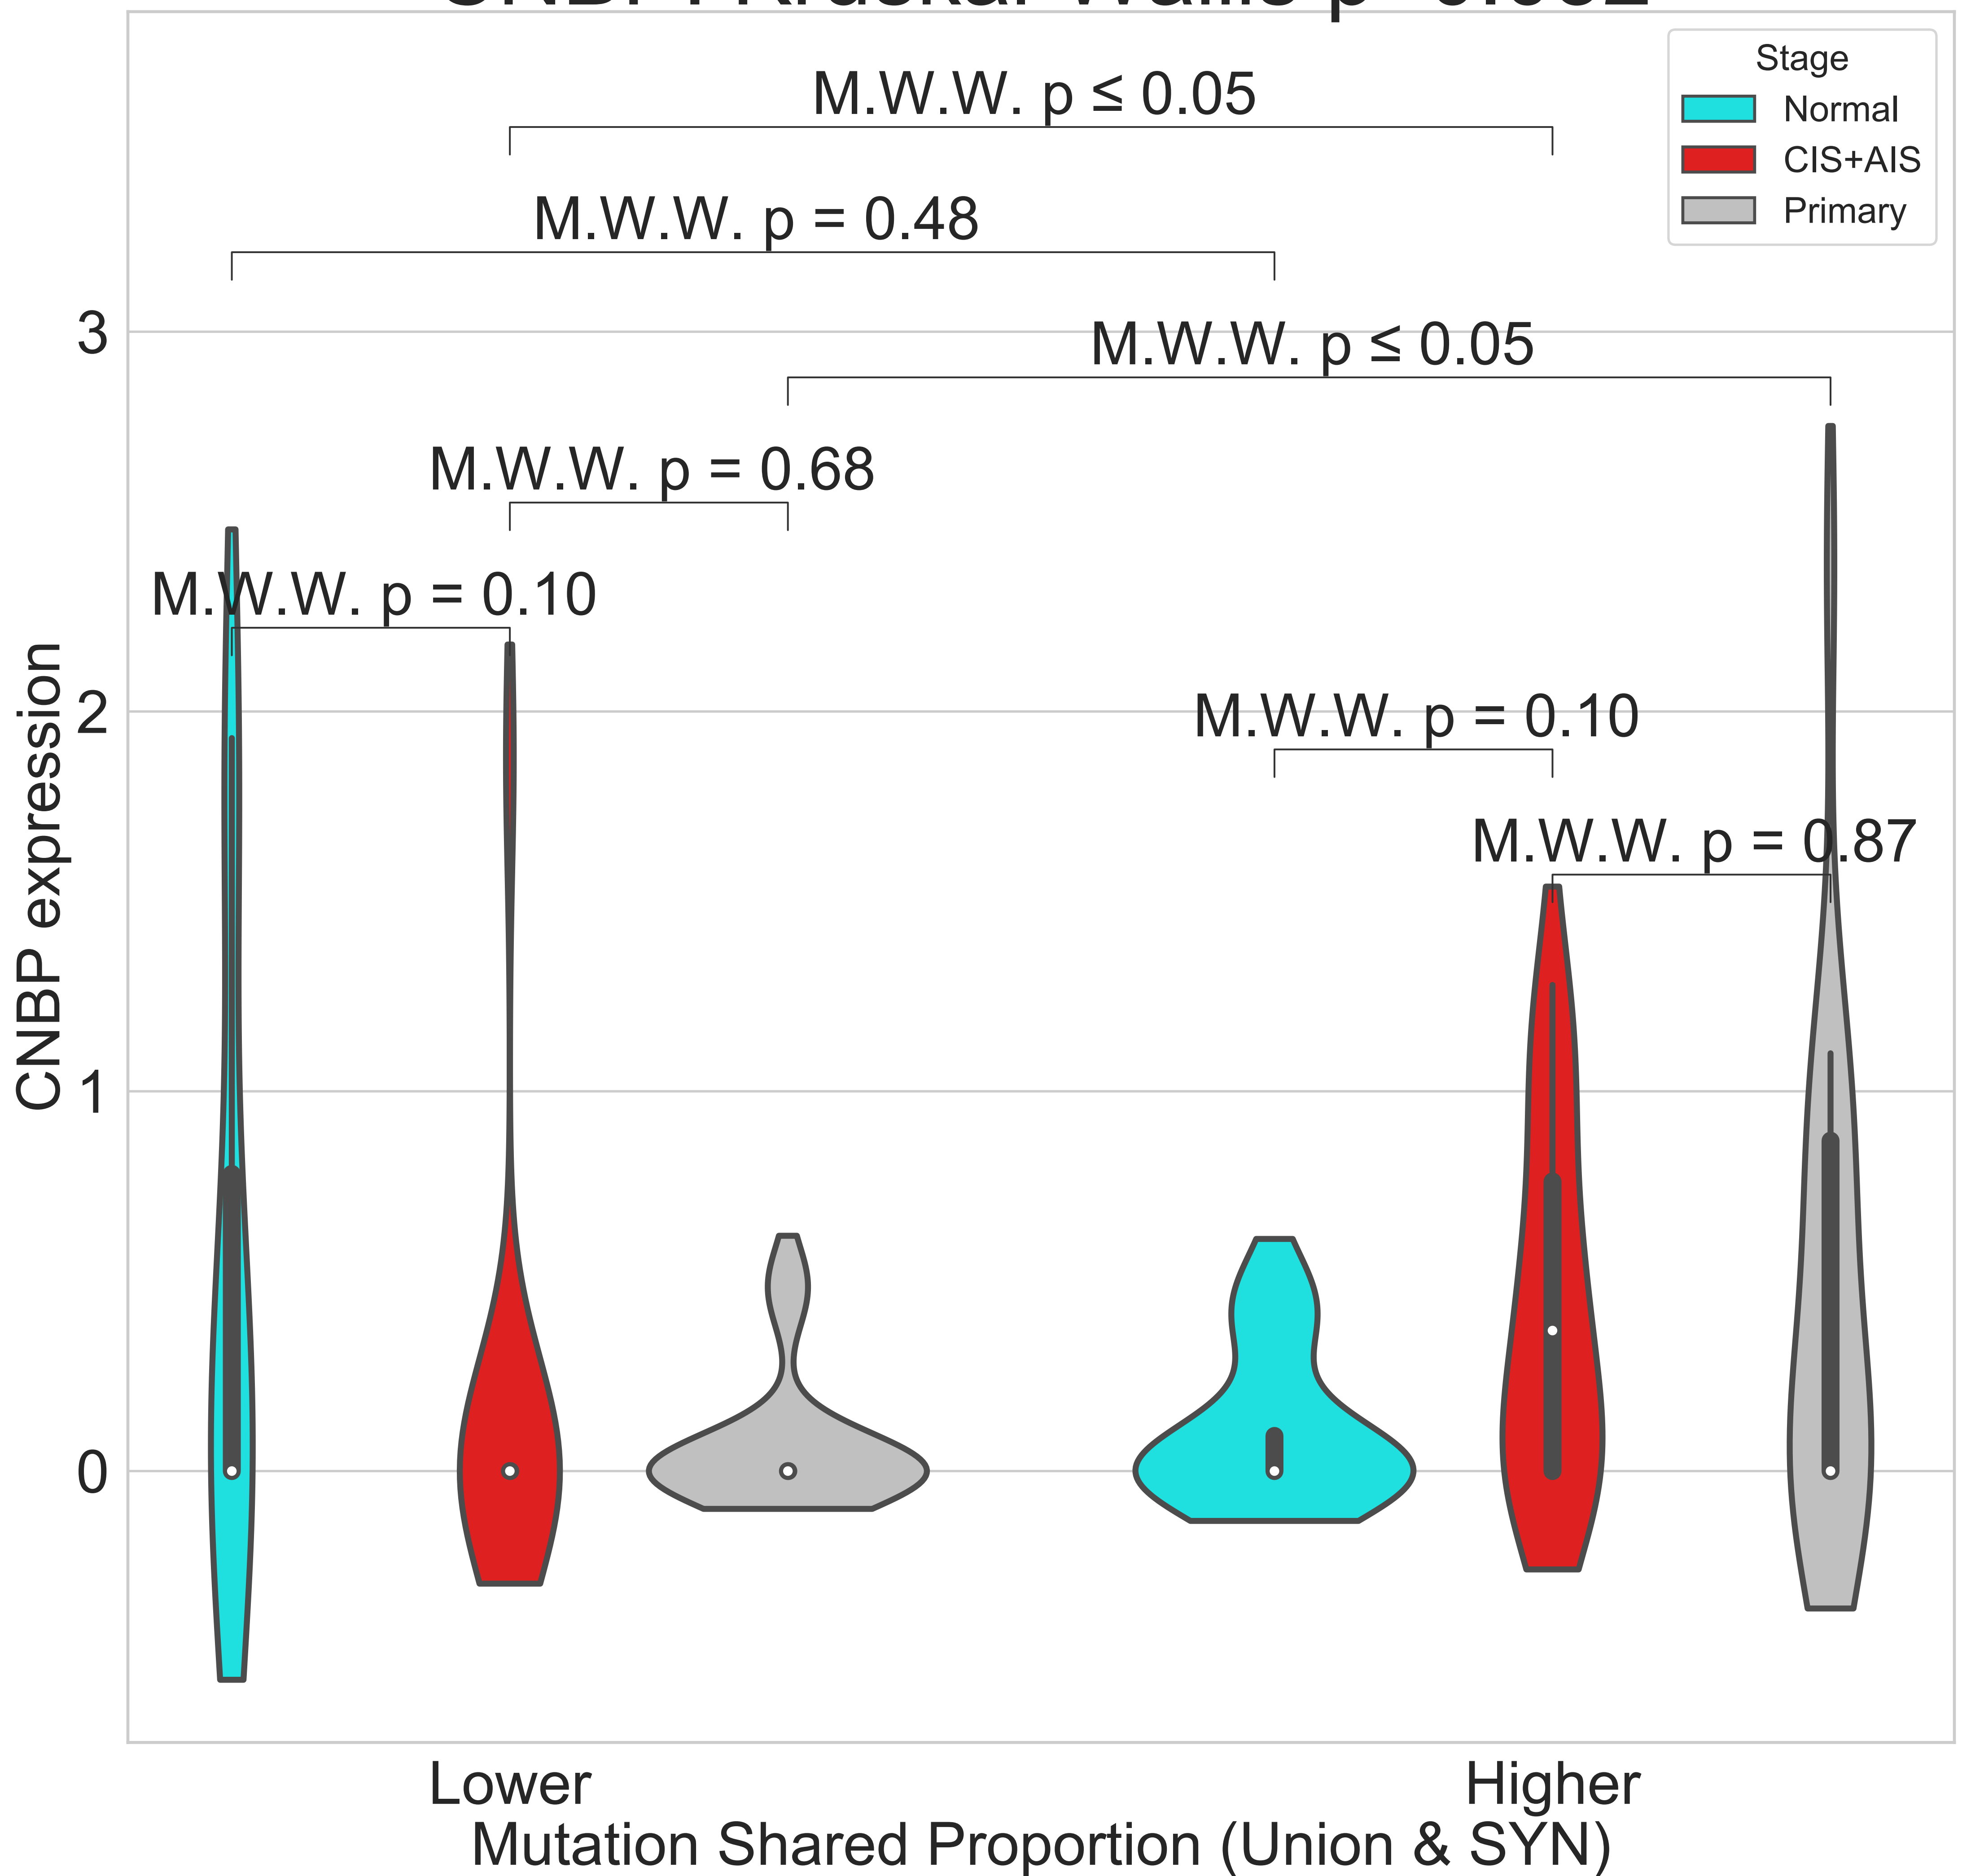 Stage
Normal
CIS+AIS
Primary
M.W.W. p ≤ 0.05
M.W.W. p = 0.48
M.W.W. p ≤ 0.05
M.W.W. p = 0.68
M.W.W. p = 0.10
M.W.W. p = 0.10
M.W.W. p = 0.87
3
2
1
0
CNBP expression
Lower
Higher
Mutation Shared Proportion (Union & SYN)